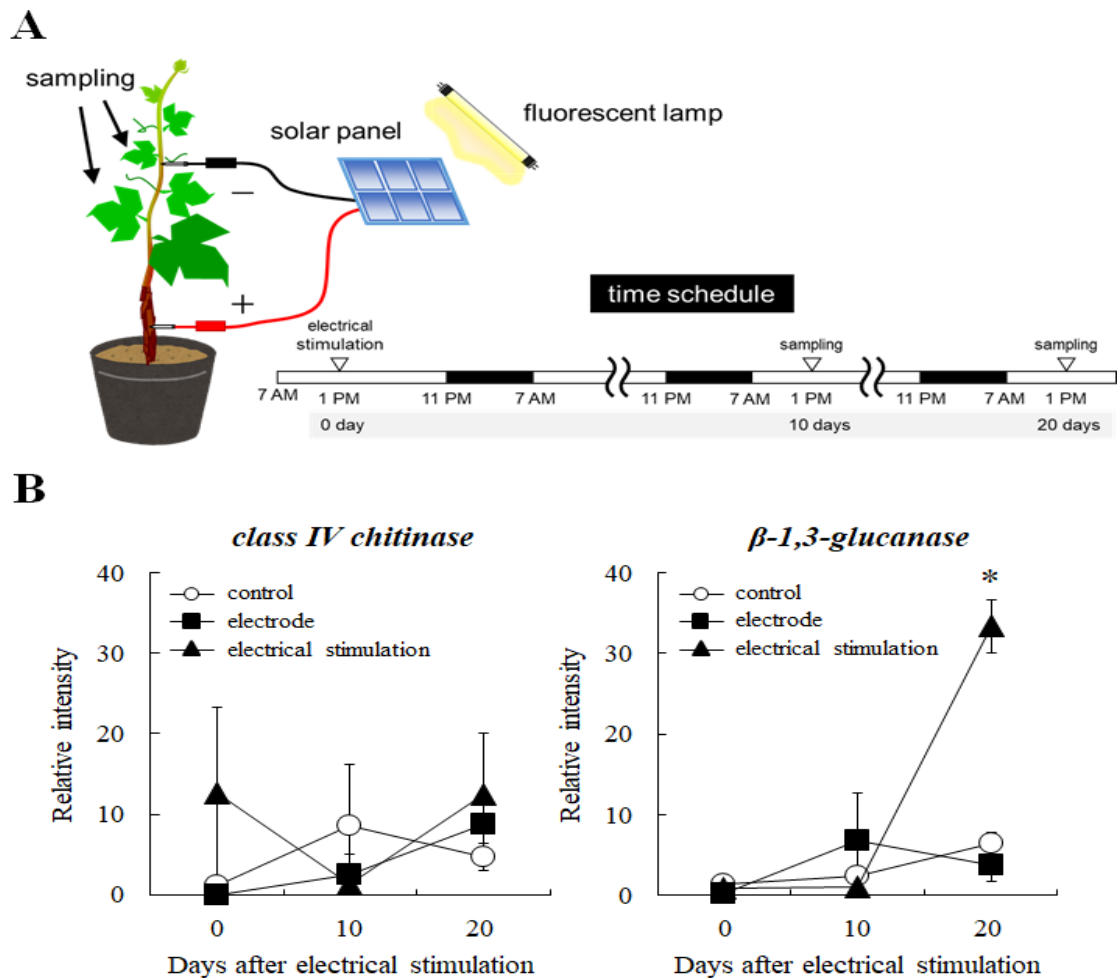 A
sampling
solar panel
fluorescent lamp
−
+
time schedule
electrical
stimulation
sampling
sampling
7 AM
1 PM
11 PM
7 AM
11 PM
7 AM
1 PM
11 PM
7 AM
1 PM
0 day
10 days
20 days
B
class IV chitinase
40
30
20
10
0
Relative intensity
control
electrode
electrical stimulation
0
10
20
Days after electrical stimulation
β-1,3-glucanase
40
30
20
10
0
Relative intensity
control
electrode
electrical stimulation
*
0
10
20
Days after electrical stimulation